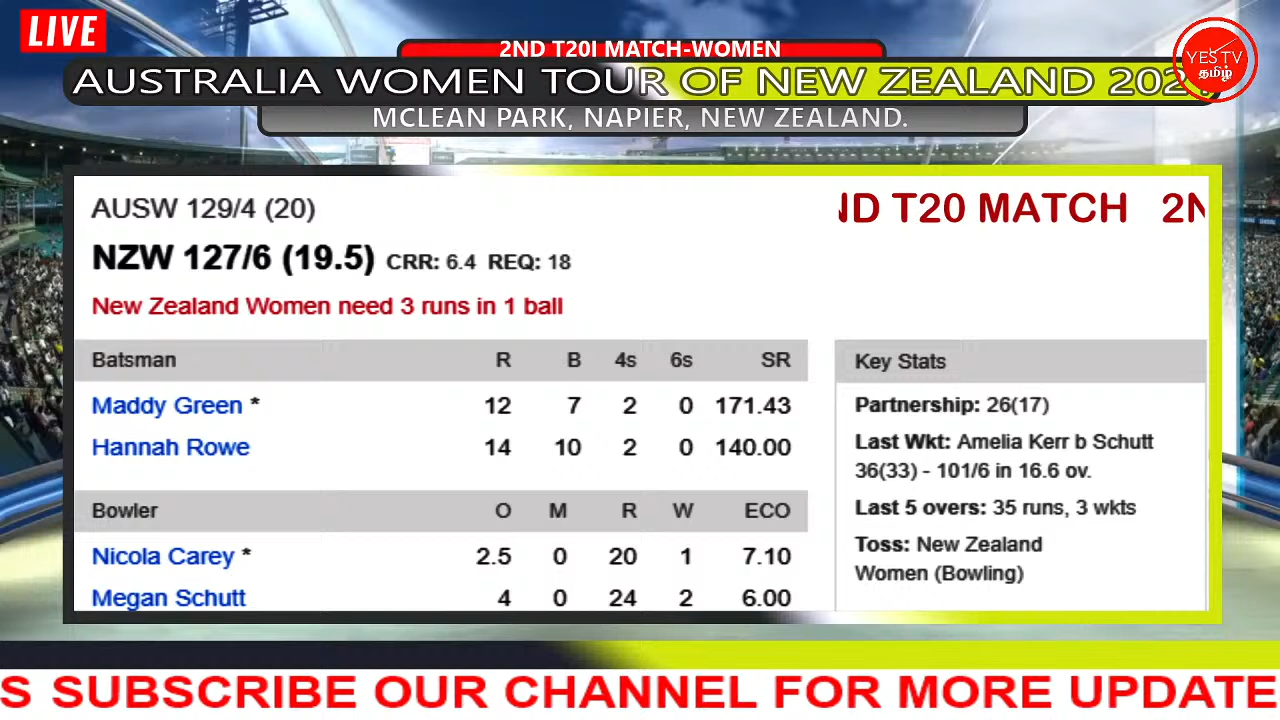 LIVE
2ND T20I MATCH-WOMEN
AUSTRALIA WOMEN TOUR OF NEW ZEALAND
MCLEAN PARK, NAPIER, NEW ZEALAND.
YES TV
தமிழ்
AUSW 129/4 (20)
ND T20 MATCH 2N
NZW 127/6 (19.5) CRR: 6.4 REQ: 18
New Zealand Women need 3 runs in 1 ball
Batsman R B 4s 6s SR
Maddy Green * 12 7 2 0 171.43
Hannah Rowe 14 10 2 0 140.00
Bowler O M R W ECO
Nicola Carey * 2.5 0 20 1 7.10
Megan Schutt 4 0 24 2 6.00
Key Stats
Partnership: 26(17)
Last Wkt: Amelia Kerr b Schutt
36(33) - 101/6 in 16.6 ov.
Last 5 overs: 35 runs, 3 wkts
Toss: New Zealand
Women (Bowling)
S SUBSCRIBE OUR CHANNEL FOR MORE UPDATE